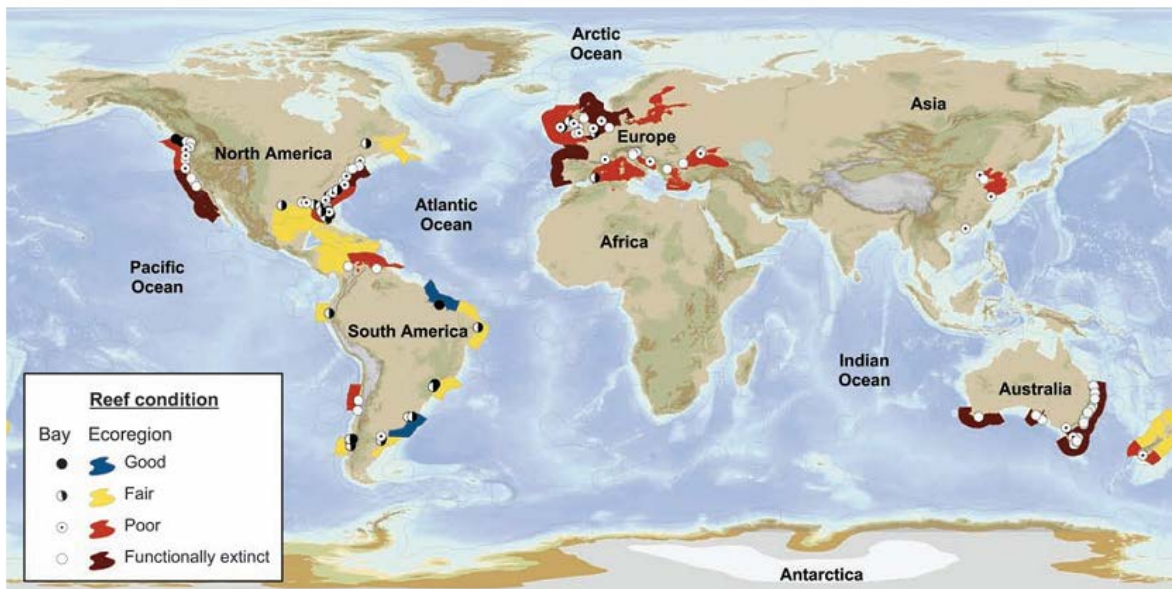 Arctic
Ocean
Asia
Europe
North America
Atlantic
Ocean
Africa
Pacific
Ocean
South America
Indian
Ocean
Australia
Reef condition
Bay Ecoregion
Good
Fair
Poor
Functionally extinct
Antarctica